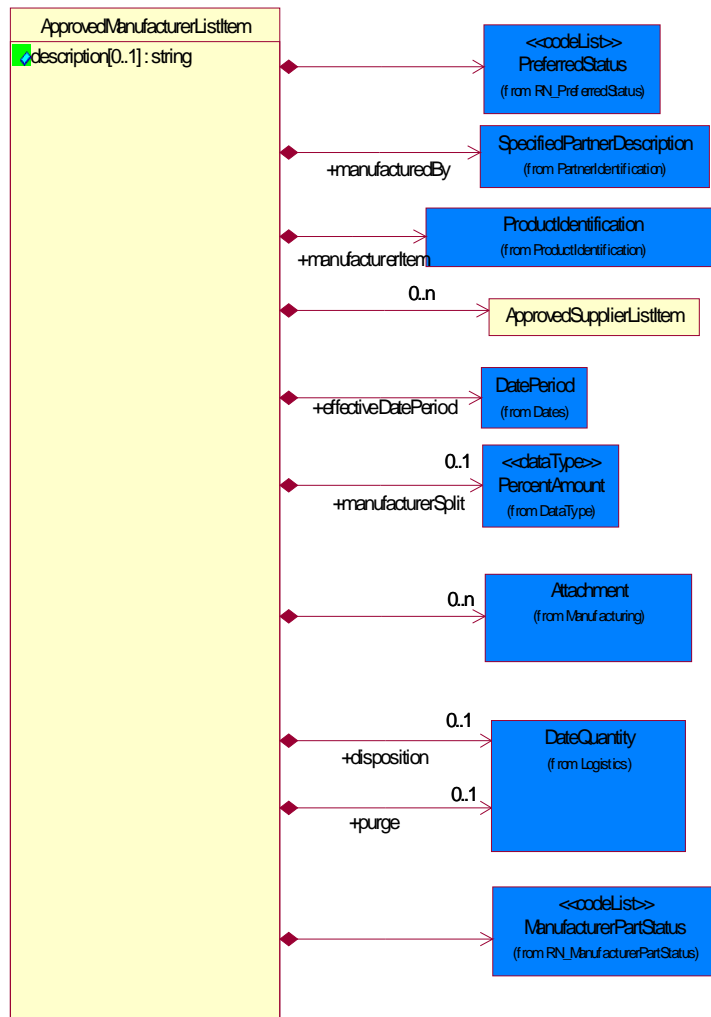 ApprovedManufacturerListItem
description[0..1] : string
<<codeList>>
PreferredStatus
(from RN_PreferredStatus)
SpecifiedPartnerDescription
(from PartnerIdentification)
+manufacturedBy
ProductIdentification
(from ProductIdentification)
+manufacturerItem
0..n
ApprovedSupplierListItem
DatePeriod
(from Dates)
+effectiveDatePeriod
0..1
<<dataType>>
PercentAmount
(from DataType)
+manufacturerSplit
0..n
Attachment
(from Manufacturing)
0..1
DateQuantity
(from Logistics)
+disposition
0..1
+purge
<<codeList>>
ManufacturerPartStatus
(from RN_ManufacturerPartStatus)